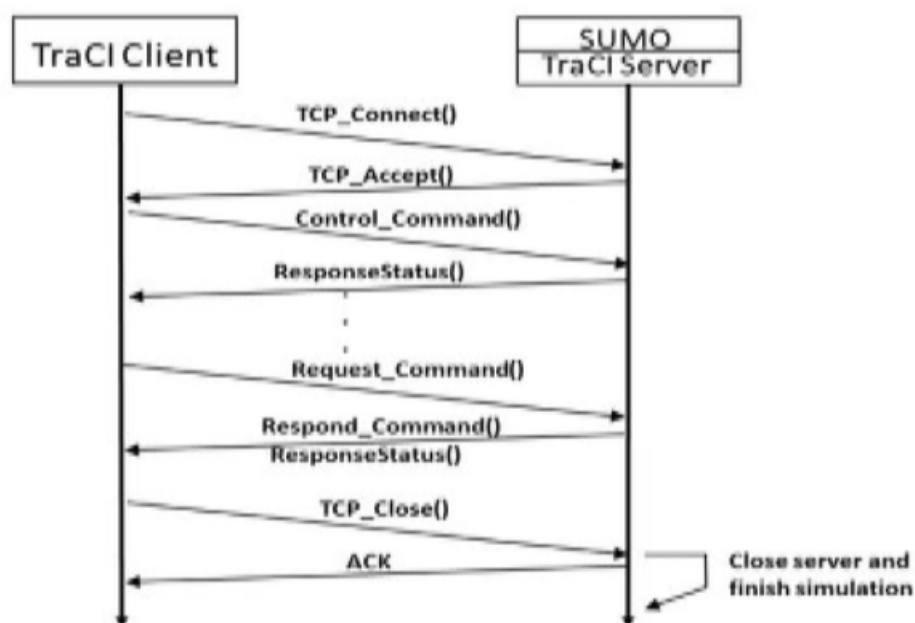 TraCI Client
SUMO
TraCI Server
TCP_Connect()
TCP_Accept()
Control_Command()
ResponseStatus()
Request_Command()
Respond_Command()
ResponseStatus()
TCP_Close()
ACK
Close server and
finish simulation